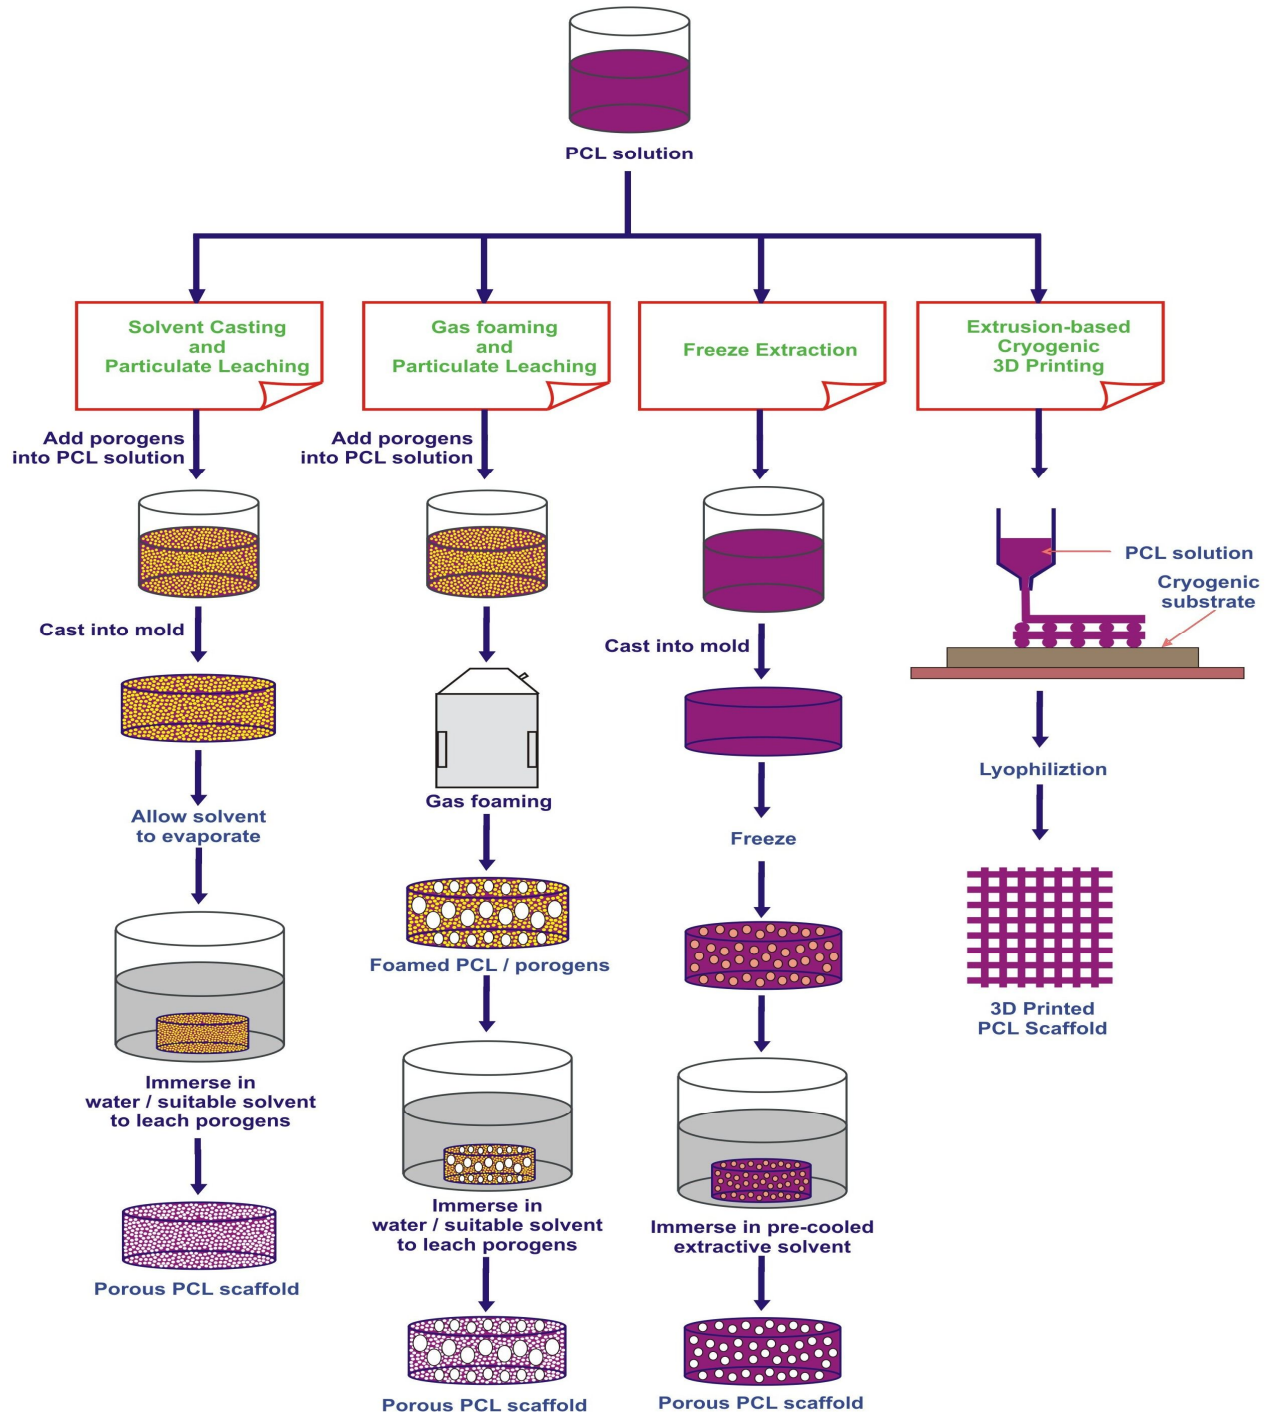 PCL solution
Solvent Casting
and
Particulate Leaching
Gas foaming
and
Particulate Leaching
Freeze Extraction
Extrusion-based
Cryogenic
3D Printing
Add porogens
into PCL solution
Cast into mold
Allow solvent
to evaporate
Immerse in
water / suitable solvent
to leach porogens
Porous PCL scaffold
Add porogens
into PCL solution
Gas foaming
Foamed PCL / porogens
Immerse in
water / suitable solvent
to leach porogens
Porous PCL scaffold
Cast into mold
Freeze
Immerse in pre-cooled
extractive solvent
Porous PCL scaffold
PCL solution
Cryogenic
substrate
Lyophiliztion
3D Printed
PCL Scaffold